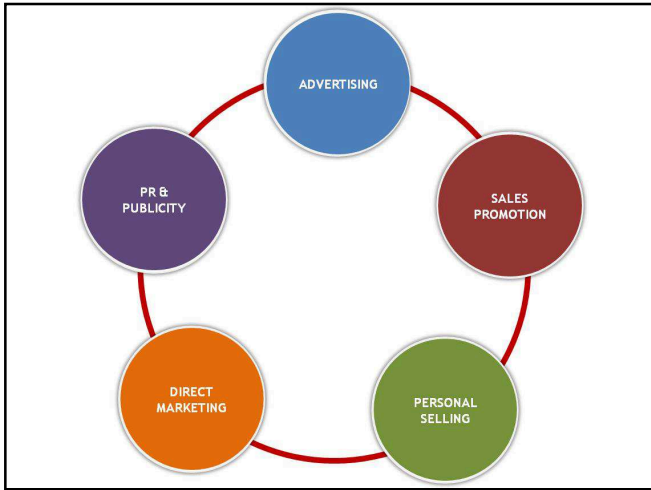 ADVERTISING
SALES
PROMOTION
PERSONAL
SELLING
DIRECT
MARKETING
PR &
PUBLICITY